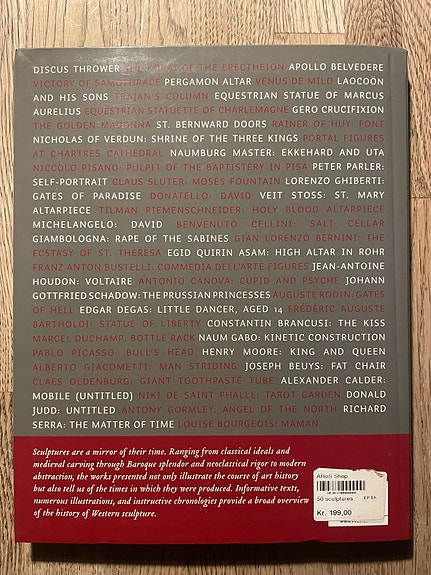 DISCUS THROWER THE PORCH OF THE ERECTHEION APOLLO BELVEDERE
VICTORY OF SAMOTHRACE PERGAMON ALTAR VENUS DE MILO LAOCOÖN
AND HIS SONS TRAJAN'S COLUMN EQUESTRIAN STATUE OF MARCUS
AURELIUS EQUESTRIAN STATUETTE OF CHARLEMAGNE GERO CRUCIFIXION
THE GOLDEN MADONNA ST. BERNWARD DOORS RAINER OF HUY: FONT
NICHOLAS OF VERDUN: SHRINE OF THE THREE KINGS PORTAL FIGURES
AT CHARTRES CATHEDRAL NAUMBURG MASTER: EKKEHARD AND UTA
NICCOLÒ PISANO: PULPIT OF THE BAPTISTERY IN PISA PETER PARLER:
SELF-PORTRAIT CLAUS SLUTER: MOSES FOUNTAIN LORENZO GHIBERTI:
GATES OF PARADISE DONATELLO: DAVID VEIT STOSS: ST. MARY
ALTARPIECE TILMAN RIEMENSCHNEIDER: HOLY BLOOD ALTARPIECE
MICHELANGELO: DAVID BENVENUTO CELLINI: SALT CELLAR
GIAMBOLOGNA: RAPE OF THE SABINES GIAN LORENZO BERNINI: THE
ECSTASY OF ST. THERESA EGID QUIRIN ASAM: HIGH ALTAR IN ROHR
FRANZ ANTON BUSTELLI: COMMEDIA DELL'ARTE FIGURES JEAN-ANTOINE
HOUDON: VOLTAIRE ANTONIO CANOVA: CUPID AND PSYCHE JOHANN
GOTTFRIED SCHADOW: THE PRUSSIAN PRINCESSES AUGUSTE RODIN: GATES
OF HELL EDGAR DEGAS: LITTLE DANCER, AGED 14 FRÉDÉRIC AUGUSTE
BARTHOLDI: STATUE OF LIBERTY CONSTANTIN BRANCUSI: THE KISS
MARCEL DUCHAMP: BOTTLE RACK NAUM GABO: KINETIC CONSTRUCTION
PABLO PICASSO: BULL'S HEAD HENRY MOORE: KING AND QUEEN
ALBERTO GIACOMETTI: MAN STRIDING JOSEPH BEUYS: FAT CHAIR
CLAES OLDENBURG: GIANT TOOTHPASTE TUBE ALEXANDER CALDER:
MOBILE (UNTITLED) NIKI DE SAINT PHALLE: TAROT GARDEN DONALD
JUDD: UNTITLED ANTONY GORMLEY: ANGEL OF THE NORTH RICHARD
SERRA: THE MATTER OF TIME LOUISE BOURGEOIS: MAMAN
Sculptures are a mirror of their time. Ranging from classical ideals and
medieval carving through Baroque splendor and neoclassical rigor to modern
abstraction, the works presented not only illustrate the course of art history
but also tell us of the times in which they were produced. Informative texts,
numerous illustrations, and instructive chronologies provide a broad overview
of the history of Western sculpture.
ARoS Shop
50 sculptures
Kr. 199,00